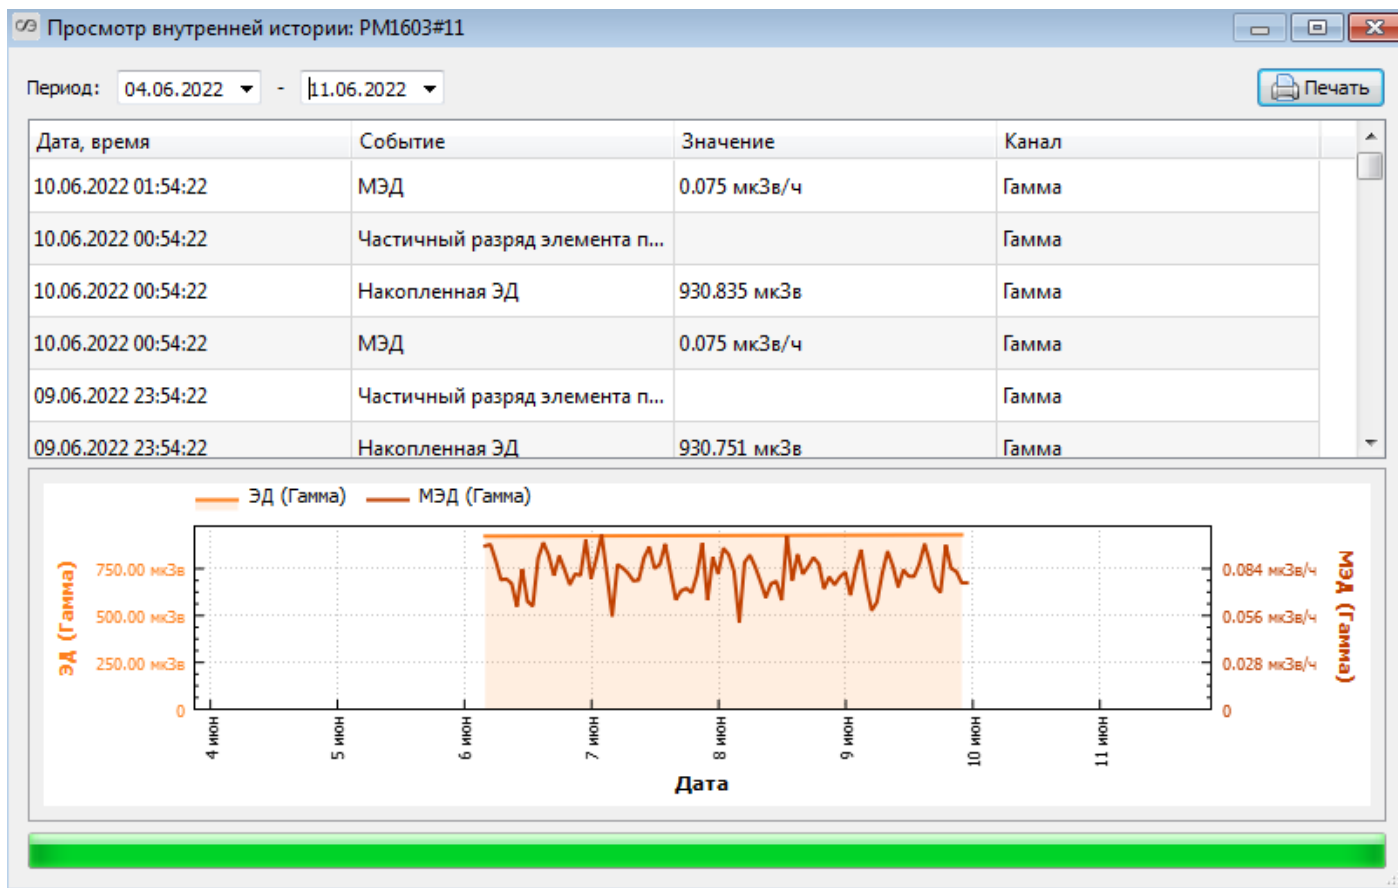 Просмотр внутренней истории: PM1603#11
Период: 04.06.2022 - 11.06.2022 Печать
Дата, время Событие Значение Канал
10.06.2022 01:54:22 МЭД 0.075 мкЗв/ч Гамма
10.06.2022 00:54:22 Частичный разряд элемента п... Гамма
10.06.2022 00:54:22 Накопленная ЭД 930.835 мкЗв Гамма
10.06.2022 00:54:22 МЭД 0.075 мкЗв/ч Гамма
09.06.2022 23:54:22 Частичный разряд элемента п... Гамма
09.06.2022 23:54:22 Накопленная ЭД 930.751 мкЗв Гамма
ЭД (Гамма) МЭД (Гамма)
ЭД (Гамма)
750.00 мкЗв
500.00 мкЗв
250.00 мкЗв
0
0.084 мкЗв/ч
0.056 мкЗв/ч
0.028 мкЗв/ч
0
МЭД (Гамма)
4 июн 5 июн 6 июн 7 июн 8 июн 9 июн 10 июн 11 июн
Дата